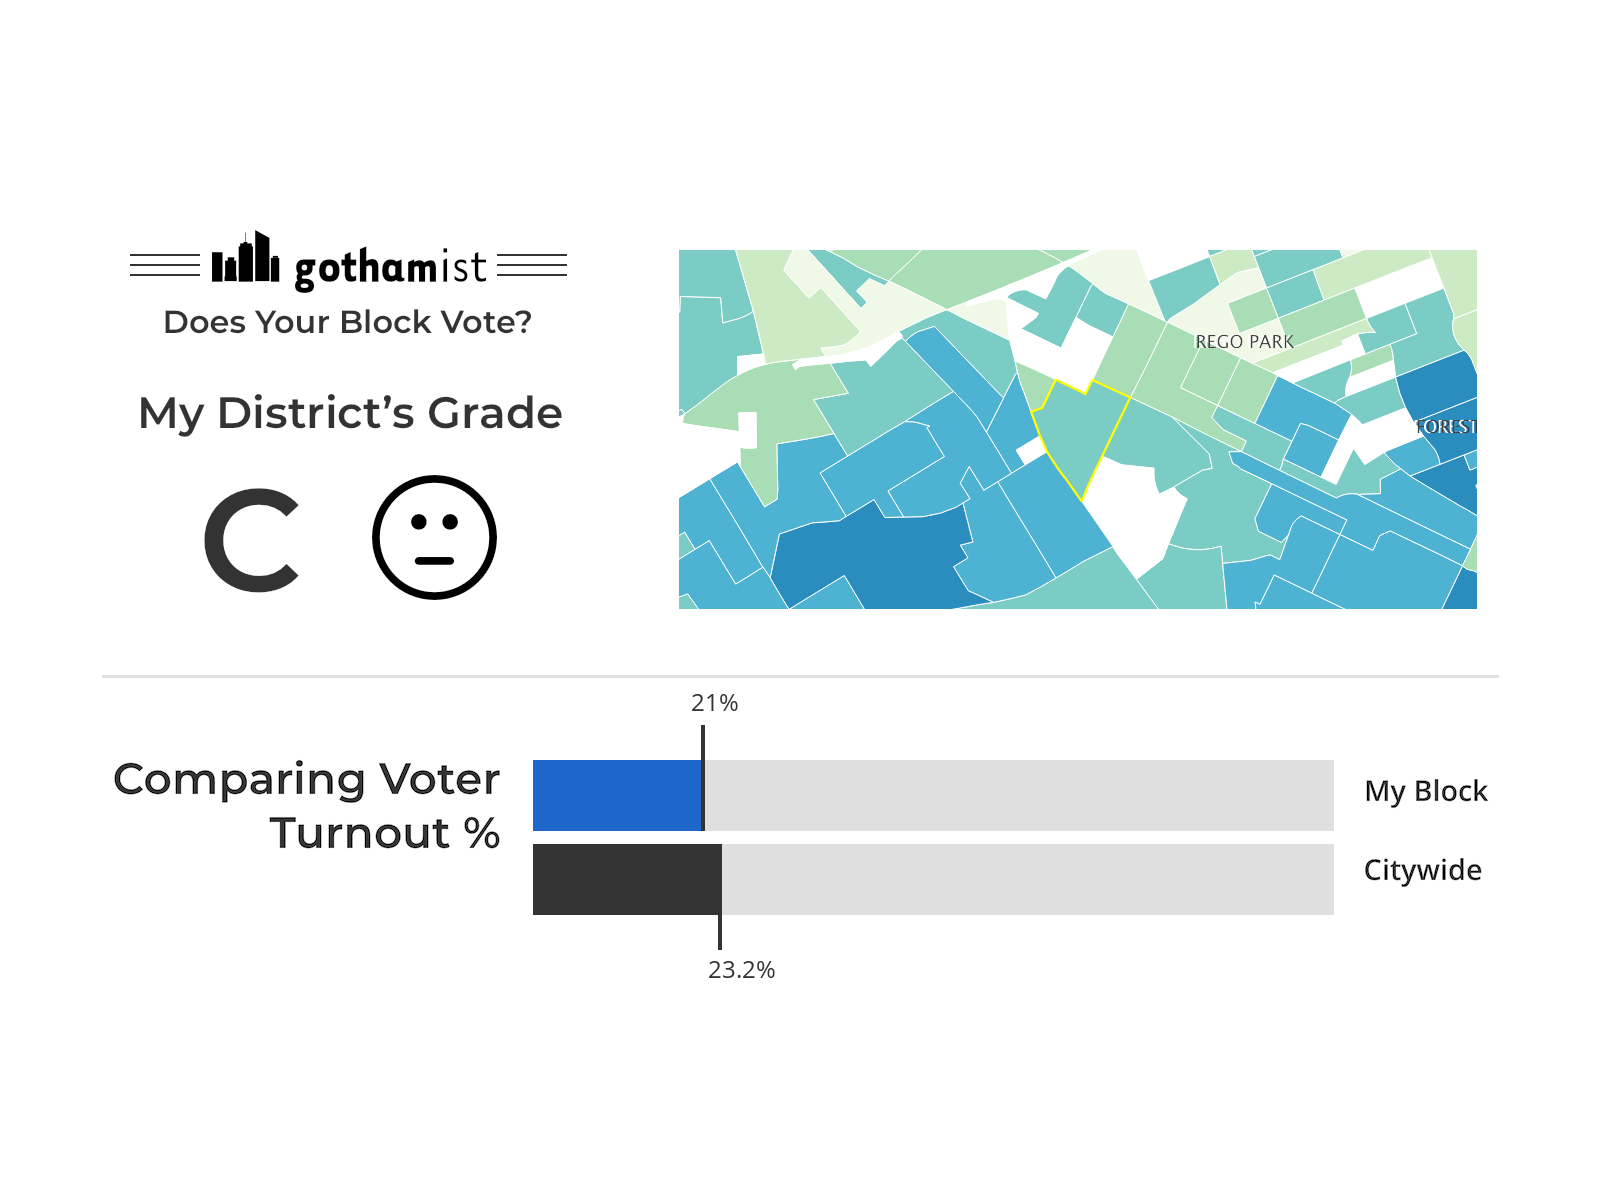 gothamist
Does Your Block Vote?
My District’s Grade
C
REGO PARK
FOREST
21%
Comparing Voter
Turnout %
My Block
Citywide
23.2%